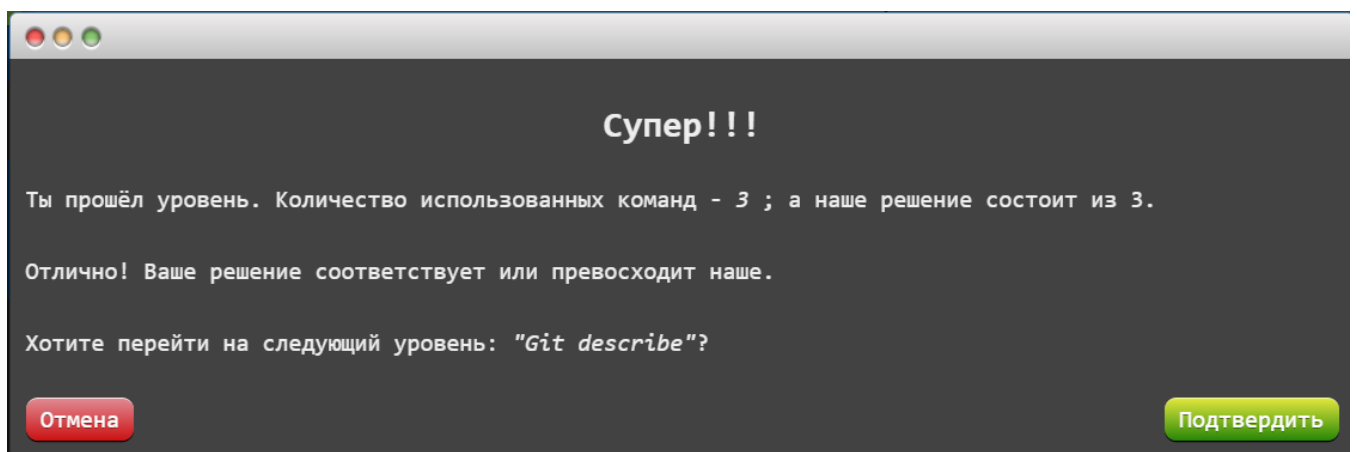 Супер!!!
Ты прошёл уровень. Количество использованных команд - 3 ; а наше решение состоит из 3.
Отлично! Ваше решение соответствует или превосходит наше.
Хотите перейти на следующий уровень: "Git describe"?
Отмена
Подтвердить